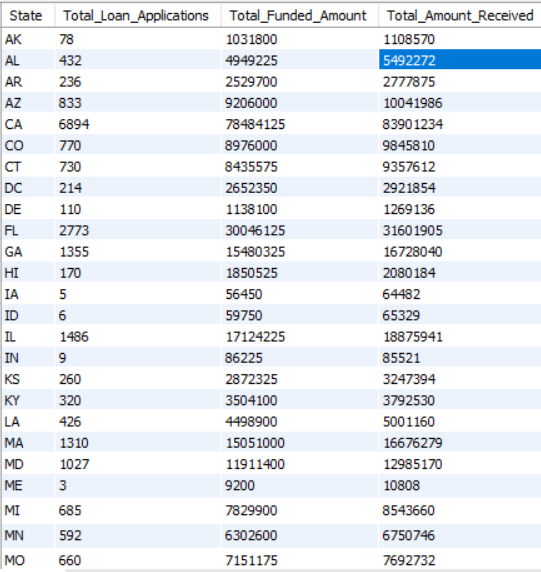 State Total_Loan_Applications Total_Funded_Amount Total_Amount_Received
AK 78 1031800 1108570
AL 432 4949225 5492272
AR 236 2529700 2777875
AZ 833 9206000 10041986
CA 6894 78484125 83901234
CO 770 8976000 9845810
CT 730 8435575 9357612
DC 214 2652350 2921854
DE 110 1138100 1269136
FL 2773 30046125 31601905
GA 1355 15480325 16728040
HI 170 1850525 2080184
IA 5 56450 64482
ID 6 59750 65329
IL 1486 17124225 18875941
IN 9 86225 85521
KS 260 2872325 3247394
KY 320 3504100 3792530
LA 426 4498900 5001160
MA 1310 15051000 16676279
MD 1027 11911400 12985170
ME 3 9200 10808
MI 685 7829900 8543660
MN 592 6302600 6750746
MO 660 7151175 7692732